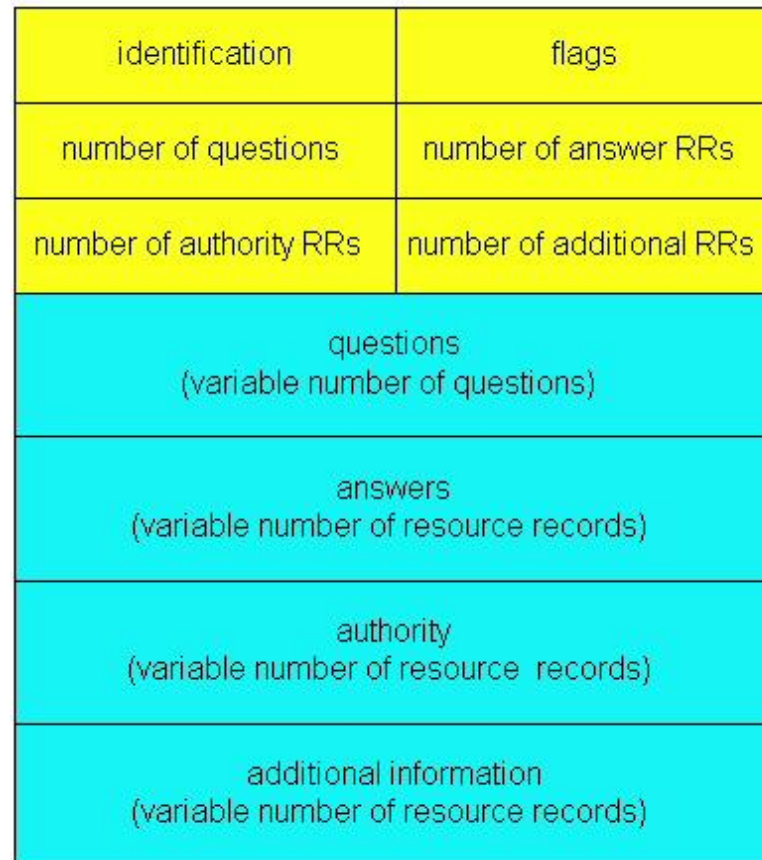 identification
flags
number of questions
number of answer RRs
number of authority RRs
number of additional RRs
questions
(variable number of questions)
answers
(variable number of resource records)
authority
(variable number of resource records)
additional information
(variable number of resource records)